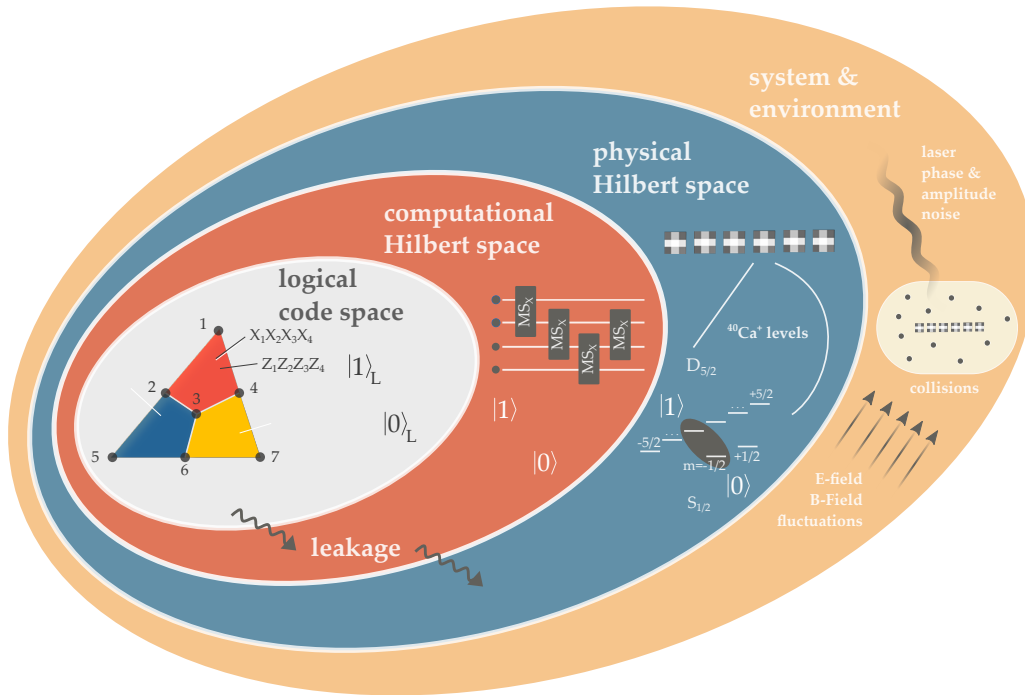 system &
environment
laser
phase &
amplitude
noise
collisions
E-field
B-Field
fluctuations
physical
Hilbert space
⁴⁰Ca⁺ levels
D₅/₂
|1⟩
-5/2
...
...
+5/2
m=-1/2
+1/2
|0⟩
S₁/₂
computational
Hilbert space
MSₓ
MSₓ
MSₓ
MSₓ
|1⟩
|0⟩
logical
code space
1
X₁X₂X₃X₄
Z₁Z₂Z₃Z₄
2
3
4
5
6
7
|1⟩L
|0⟩L
leakage